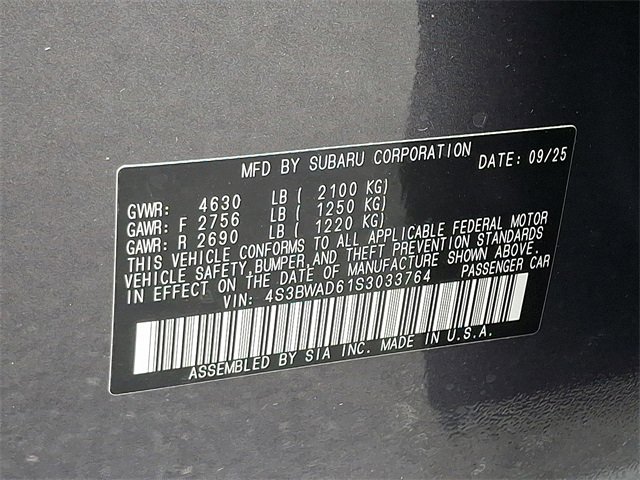 MFD BY SUBARU CORPORATION DATE: 09/25
GVWR: 4630 LB ( 2100 KG)
GAWR: F 2756 LB ( 1250 KG)
GAWR: R 2690 LB ( 1220 KG)
THIS VEHICLE CONFORMS TO ALL APPLICABLE FEDERAL MOTOR
VEHICLE SAFETY,BUMPER,AND THEFT PREVENTION STANDARDS
IN EFFECT ON THE DATE OF MANUFACTURE SHOWN ABOVE.
VIN: 4S3BWAD61S3033764 PASSENGER CAR
ASSEMBLED BY SIA INC. MADE IN U.S.A.